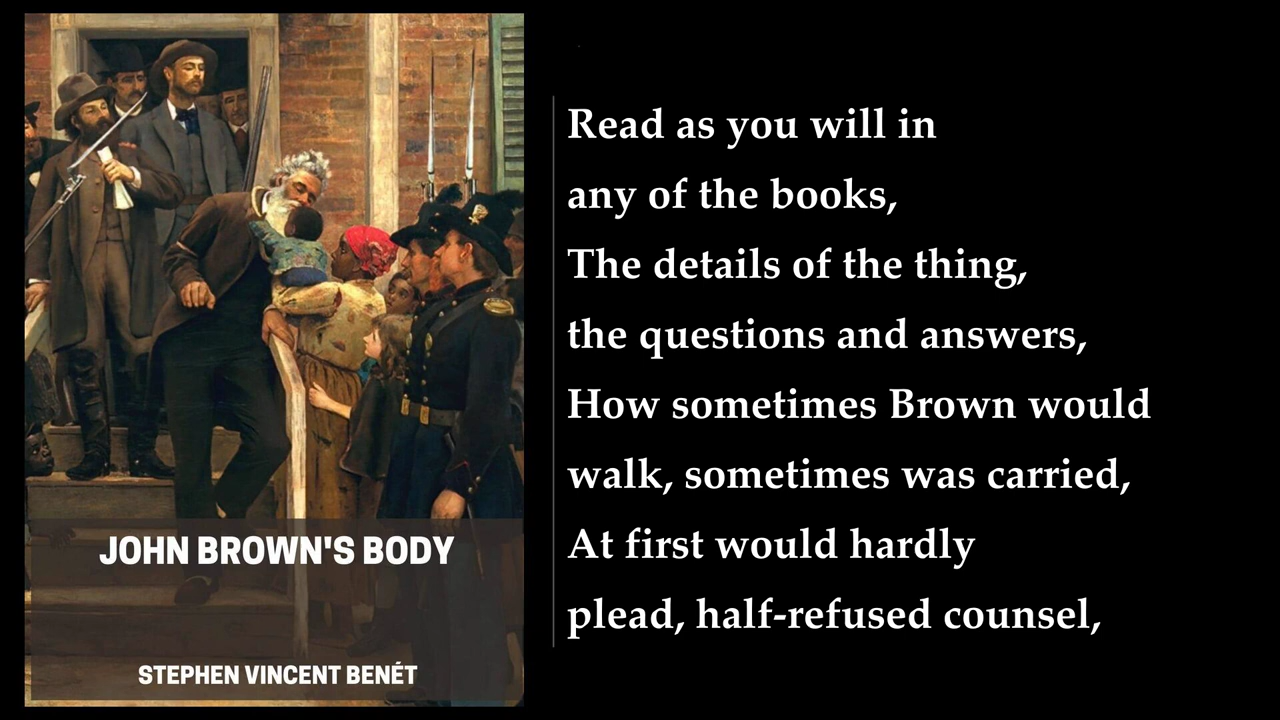 JOHN BROWN'S BODY
STEPHEN VINCENT BENÉT
Read as you will in
any of the books,
The details of the thing,
the questions and answers,
How sometimes Brown would
walk, sometimes was carried,
At first would hardly
plead, half-refused counsel,